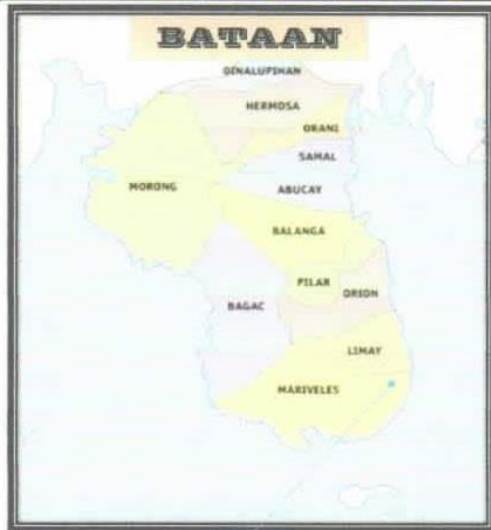 BATAAN
DINALUPIHAN
HERMOSA
ORANI
SAMAL
MORONG
ABUCAY
BALANGA
PILAR
ORION
BAGAC
LIMAY
MARIVELES